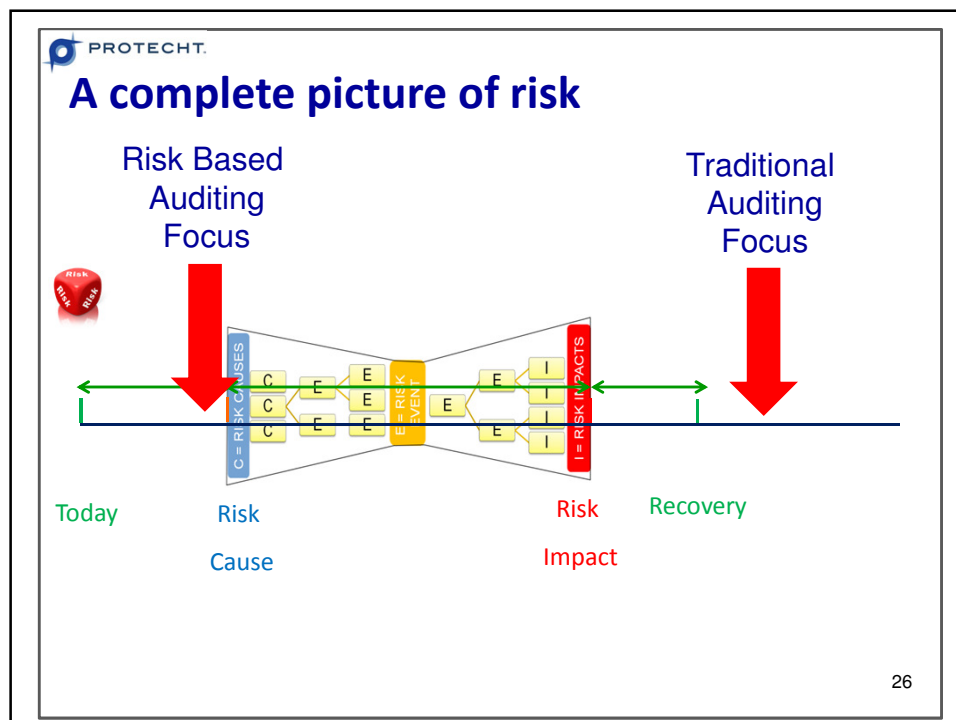 PROTECHT.
A complete picture of risk
Risk Based
Auditing
Focus
Traditional
Auditing
Focus
Risk
Risk
Risk
C = RISK CAUSES
C
C
C
E
E
E
E
E
E = RISK
EVENT
E
E
E
I
I
I
I
I = RISK IMPACTS
Today
Risk
Cause
Risk
Impact
Recovery
26